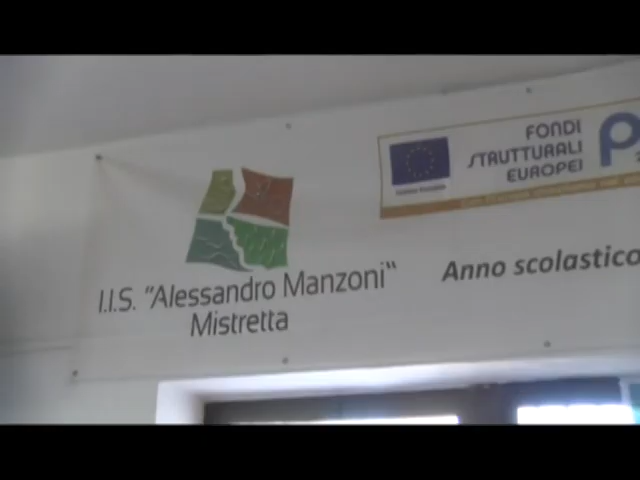 FONDI
STRUTTURALI
EUROPEI
I.I.S. "Alessandro Manzoni"
Mistretta
Anno scolastico